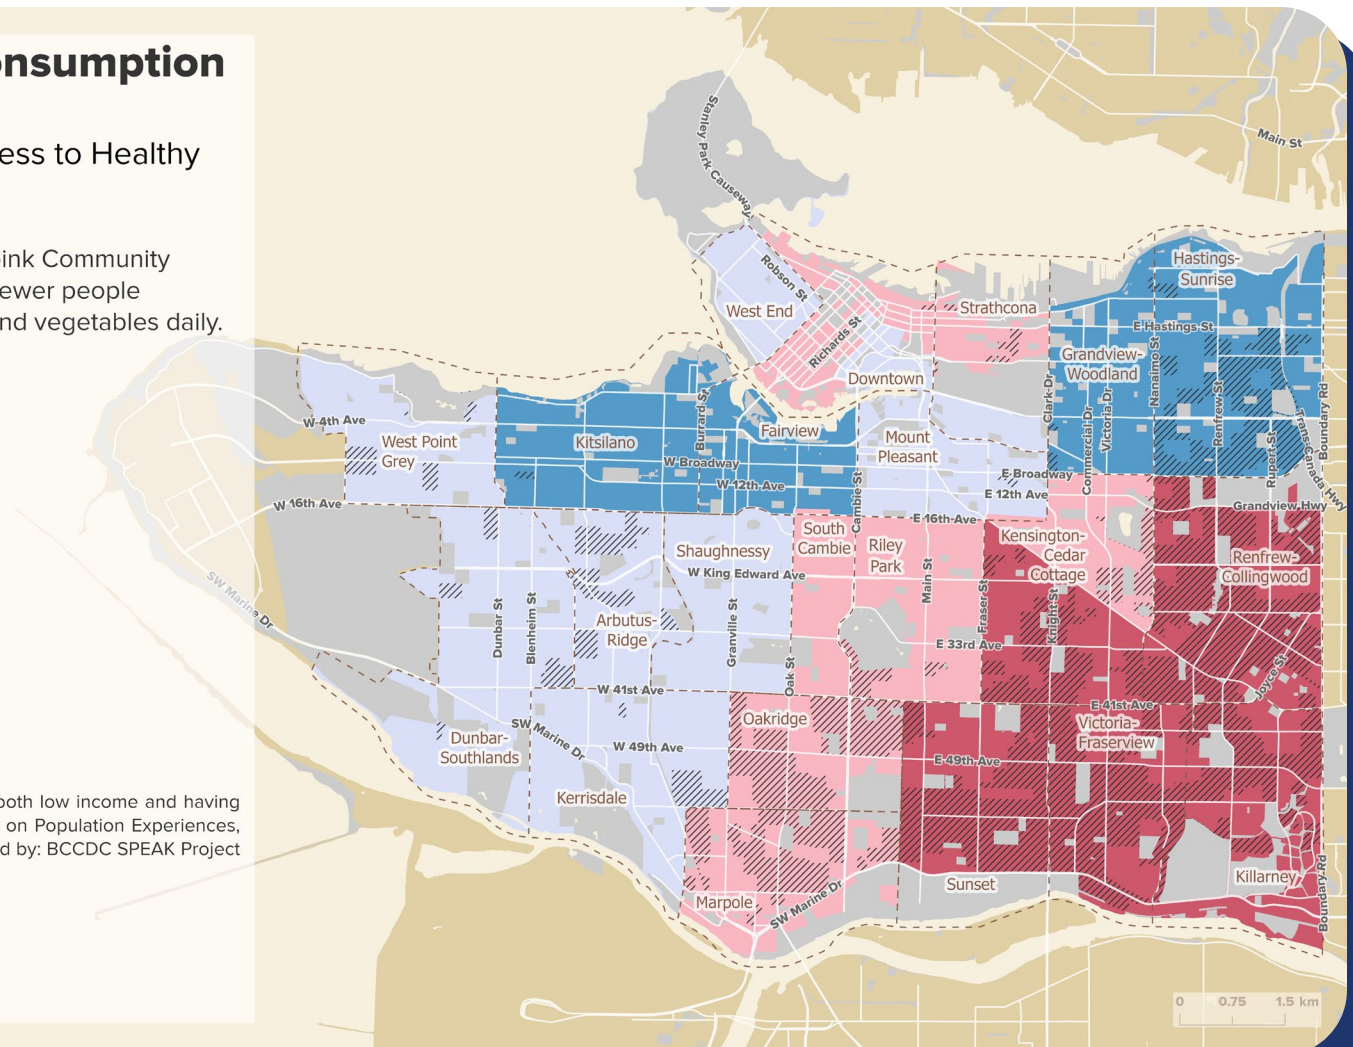 onsumption
ess to Healthy
ink Community
ewer people
nd vegetables daily.
both low income and having
on Population Experiences,
d by: BCCDC SPEAK Project
Main St
Stanley Park Causeway
Robson St
West End
Richards St
Downtown
Strathcona
Hastings-
Sunrise
E Hastings St
Grandview-
Woodland
Nanaimo St
Clark Dr
Commercial Dr
Victoria Dr
Renfrew St
Rupert St
Trans-Canada Hwy
Boundary Rd
W 4th Ave
West Point
Grey
Kitsilano
Burrard St
Fairview
W Broadway
W 12th Ave
Cambie St
Mount
Pleasant
E Broadway
E 12th Ave
W 16th Ave
E 16th Ave
Grandview Hwy
SW Marine Dr
Shaughnessy
W King Edward Ave
South
Cambie
Riley
Park
Main St
Fraser St
Kensington-
Cedar
Cottage
Knight St
Renfrew-
Collingwood
Dunbar St
Blenheim St
Arbutus-
Ridge
Granville St
Oak St
E 33rd Ave
Joyce St
W 41st Ave
E 41st Ave
Dunbar-
Southlands
SW Marine Dr
W 49th Ave
Oakridge
Victoria-
Fraserview
E 49th Ave
Kerrisdale
Marpole
SW Marine Dr
Sunset
Killarney
Boundary Rd
0 0.75 1.5 km